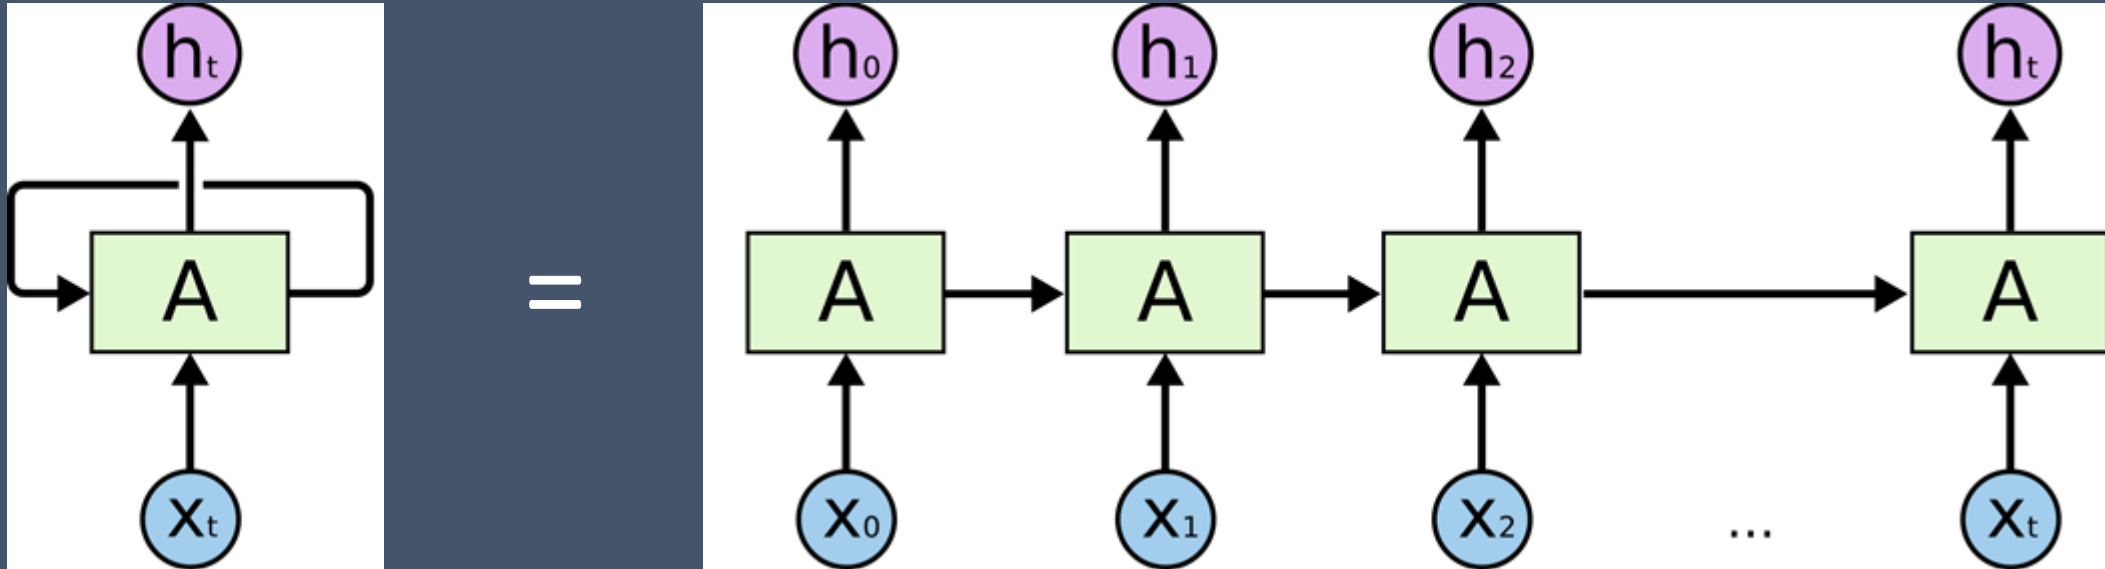 ht h0 h1 h2 ht
A = A A A A
xt x0 x1 x2 ... xt